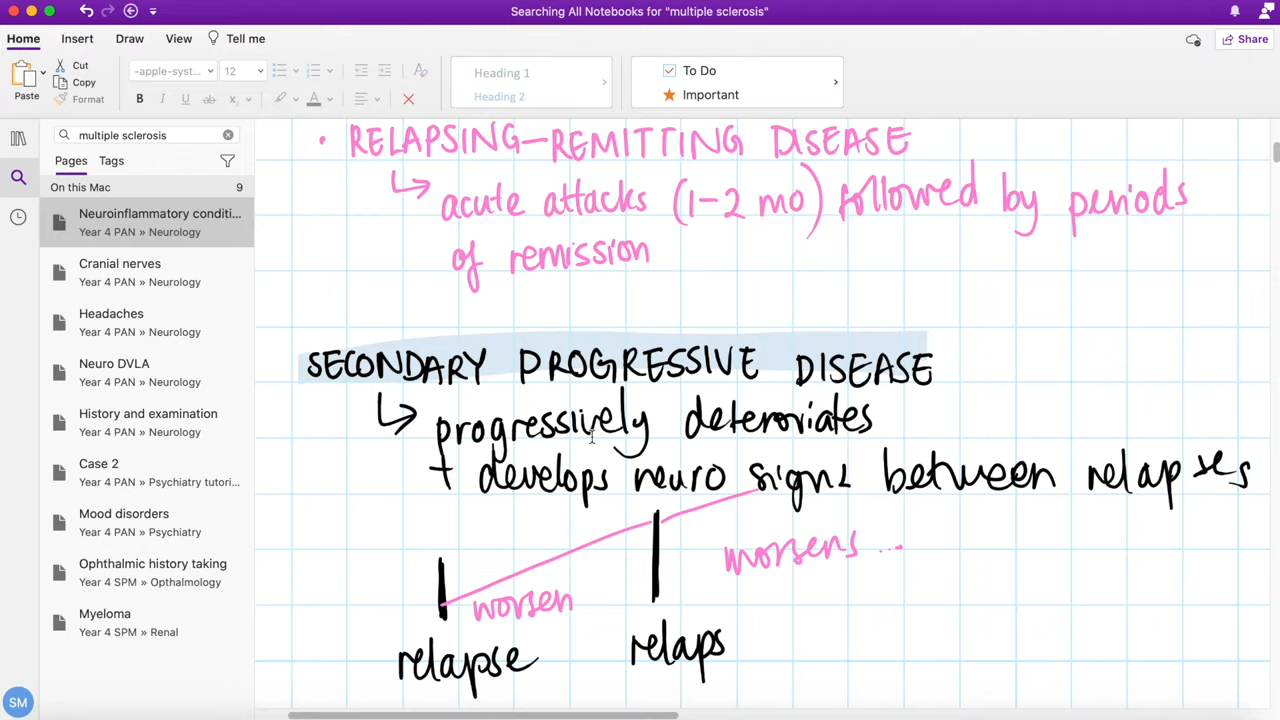 Searching All Notebooks for "multiple sclerosis"
Home Insert Draw View Tell me
Share
Paste
Cut
Copy
Format
-apple-syst... 12
B I U ab x
A
Heading 1
Heading 2
To Do
Important
multiple sclerosis
Pages Tags
On this Mac 9
Neuroinflammatory conditi...
Year 4 PAN » Neurology
Cranial nerves
Year 4 PAN » Neurology
Headaches
Year 4 PAN » Neurology
Neuro DVLA
Year 4 PAN » Neurology
History and examination
Year 4 PAN » Neurology
Case 2
Year 4 PAN » Psychiatry tutori...
Mood disorders
Year 4 PAN » Psychiatry
Ophthalmic history taking
Year 4 SPM » Opthalmology
Myeloma
Year 4 SPM » Renal
SM
• RELAPSING-REMITTING DISEASE
↳ acute attacks (1-2 mo) followed by periods
of remission
SECONDARY PROGRESSIVE DISEASE
↳ progressively deteroriates
+ develops neuro signs between relapses
worsens ...
worsen
relapse relaps